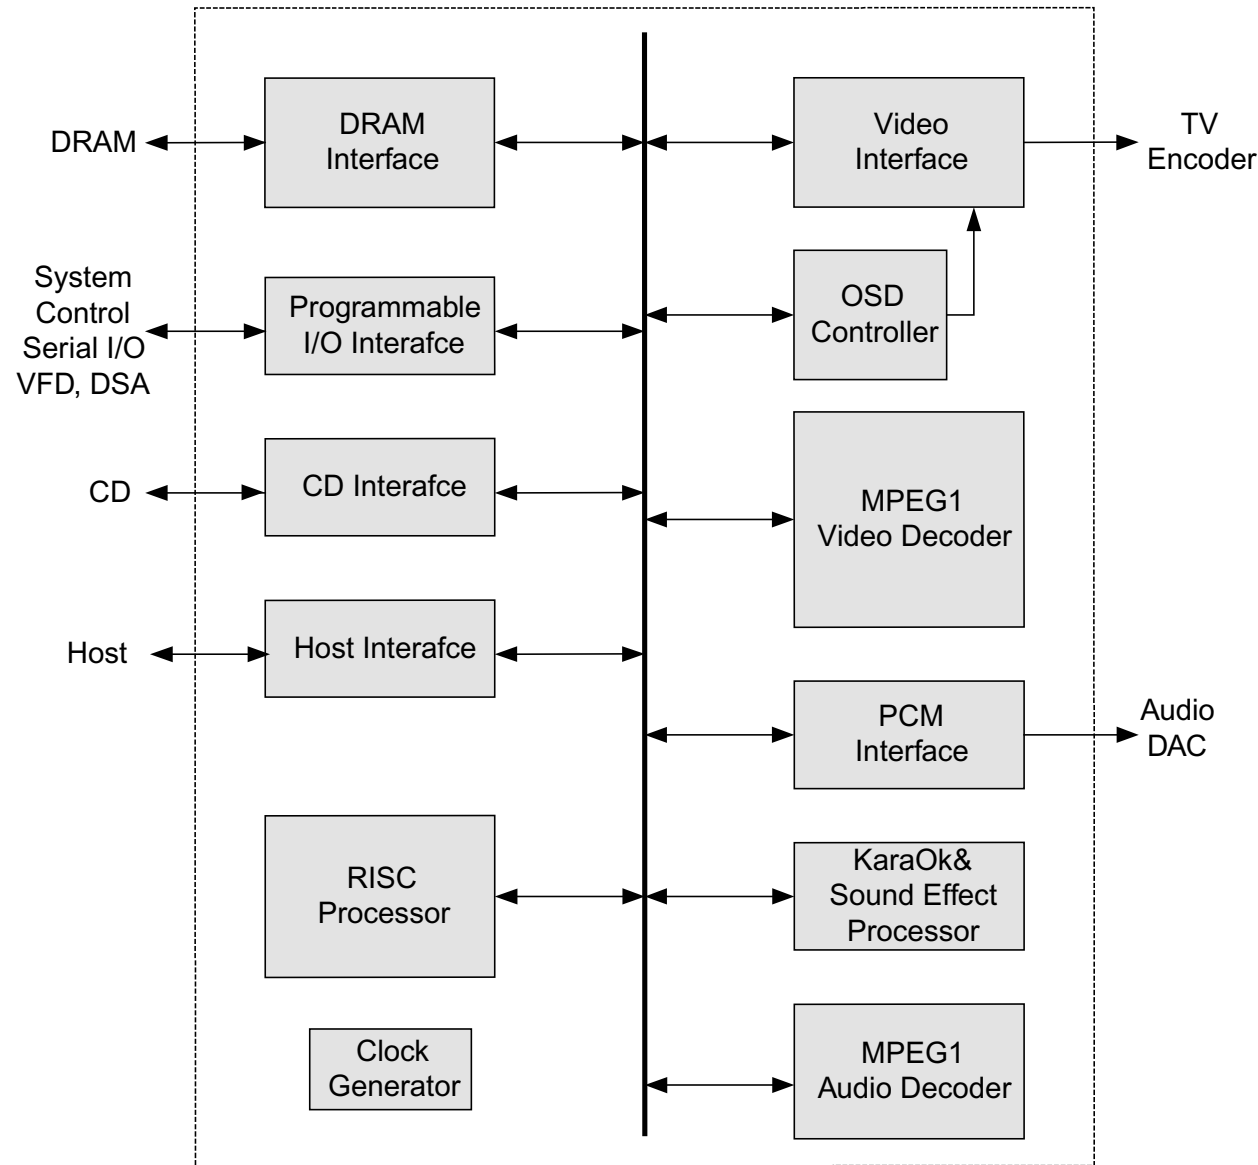 DRAM
DRAM
Interface
Video
Interface
TV
Encoder
System
Control
Serial I/O
VFD, DSA
Programmable
I/O Interafce
OSD
Controller
CD
CD Interafce
MPEG1
Video Decoder
Host
Host Interafce
PCM
Interface
Audio
DAC
RISC
Processor
KaraOk&
Sound Effect
Processor
Clock
Generator
MPEG1
Audio Decoder